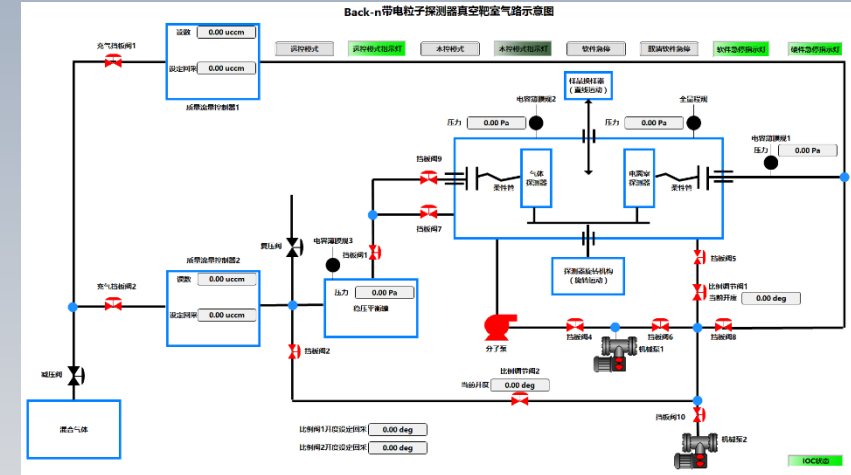 Back-n带电粒子探测器真空靶室气路示意图
充气挡板阀1
读数 0.00 uccm
设定回采 0.00 uccm
质量流量控制器1
远控模式
远控模式指示灯
本控模式
本控模式指示灯
软件急停
取消软件急停
软件急停指示灯
硬件急停指示灯
样品换样器
(直线运动)
电容薄膜规2
压力 0.00 Pa
全量程规
压力 0.00 Pa
电容薄膜规1
压力 0.00 Pa
挡板阀9
柔性管
气体
探测器
电离室
探测器
柔性管
挡板阀7
电容薄膜规3
挡板阀1
质量流量控制器2
充气挡板阀2
读数 0.00 uccm
设定回采 0.00 uccm
压力 0.00 Pa
稳压平衡罐
探测器旋转机构
(旋转运动)
挡板阀5
比例调节阀1
当前开度 0.00 deg
分子泵
挡板阀4
挡板阀6
挡板阀8
机械泵1
挡板阀2
减压阀
比例调节阀2
当前开度 0.00 deg
混合气体
挡板阀10
机械泵2
比例阀1开度设定回采 0.00 deg
比例阀2开度设定回采 0.00 deg
IOC状态